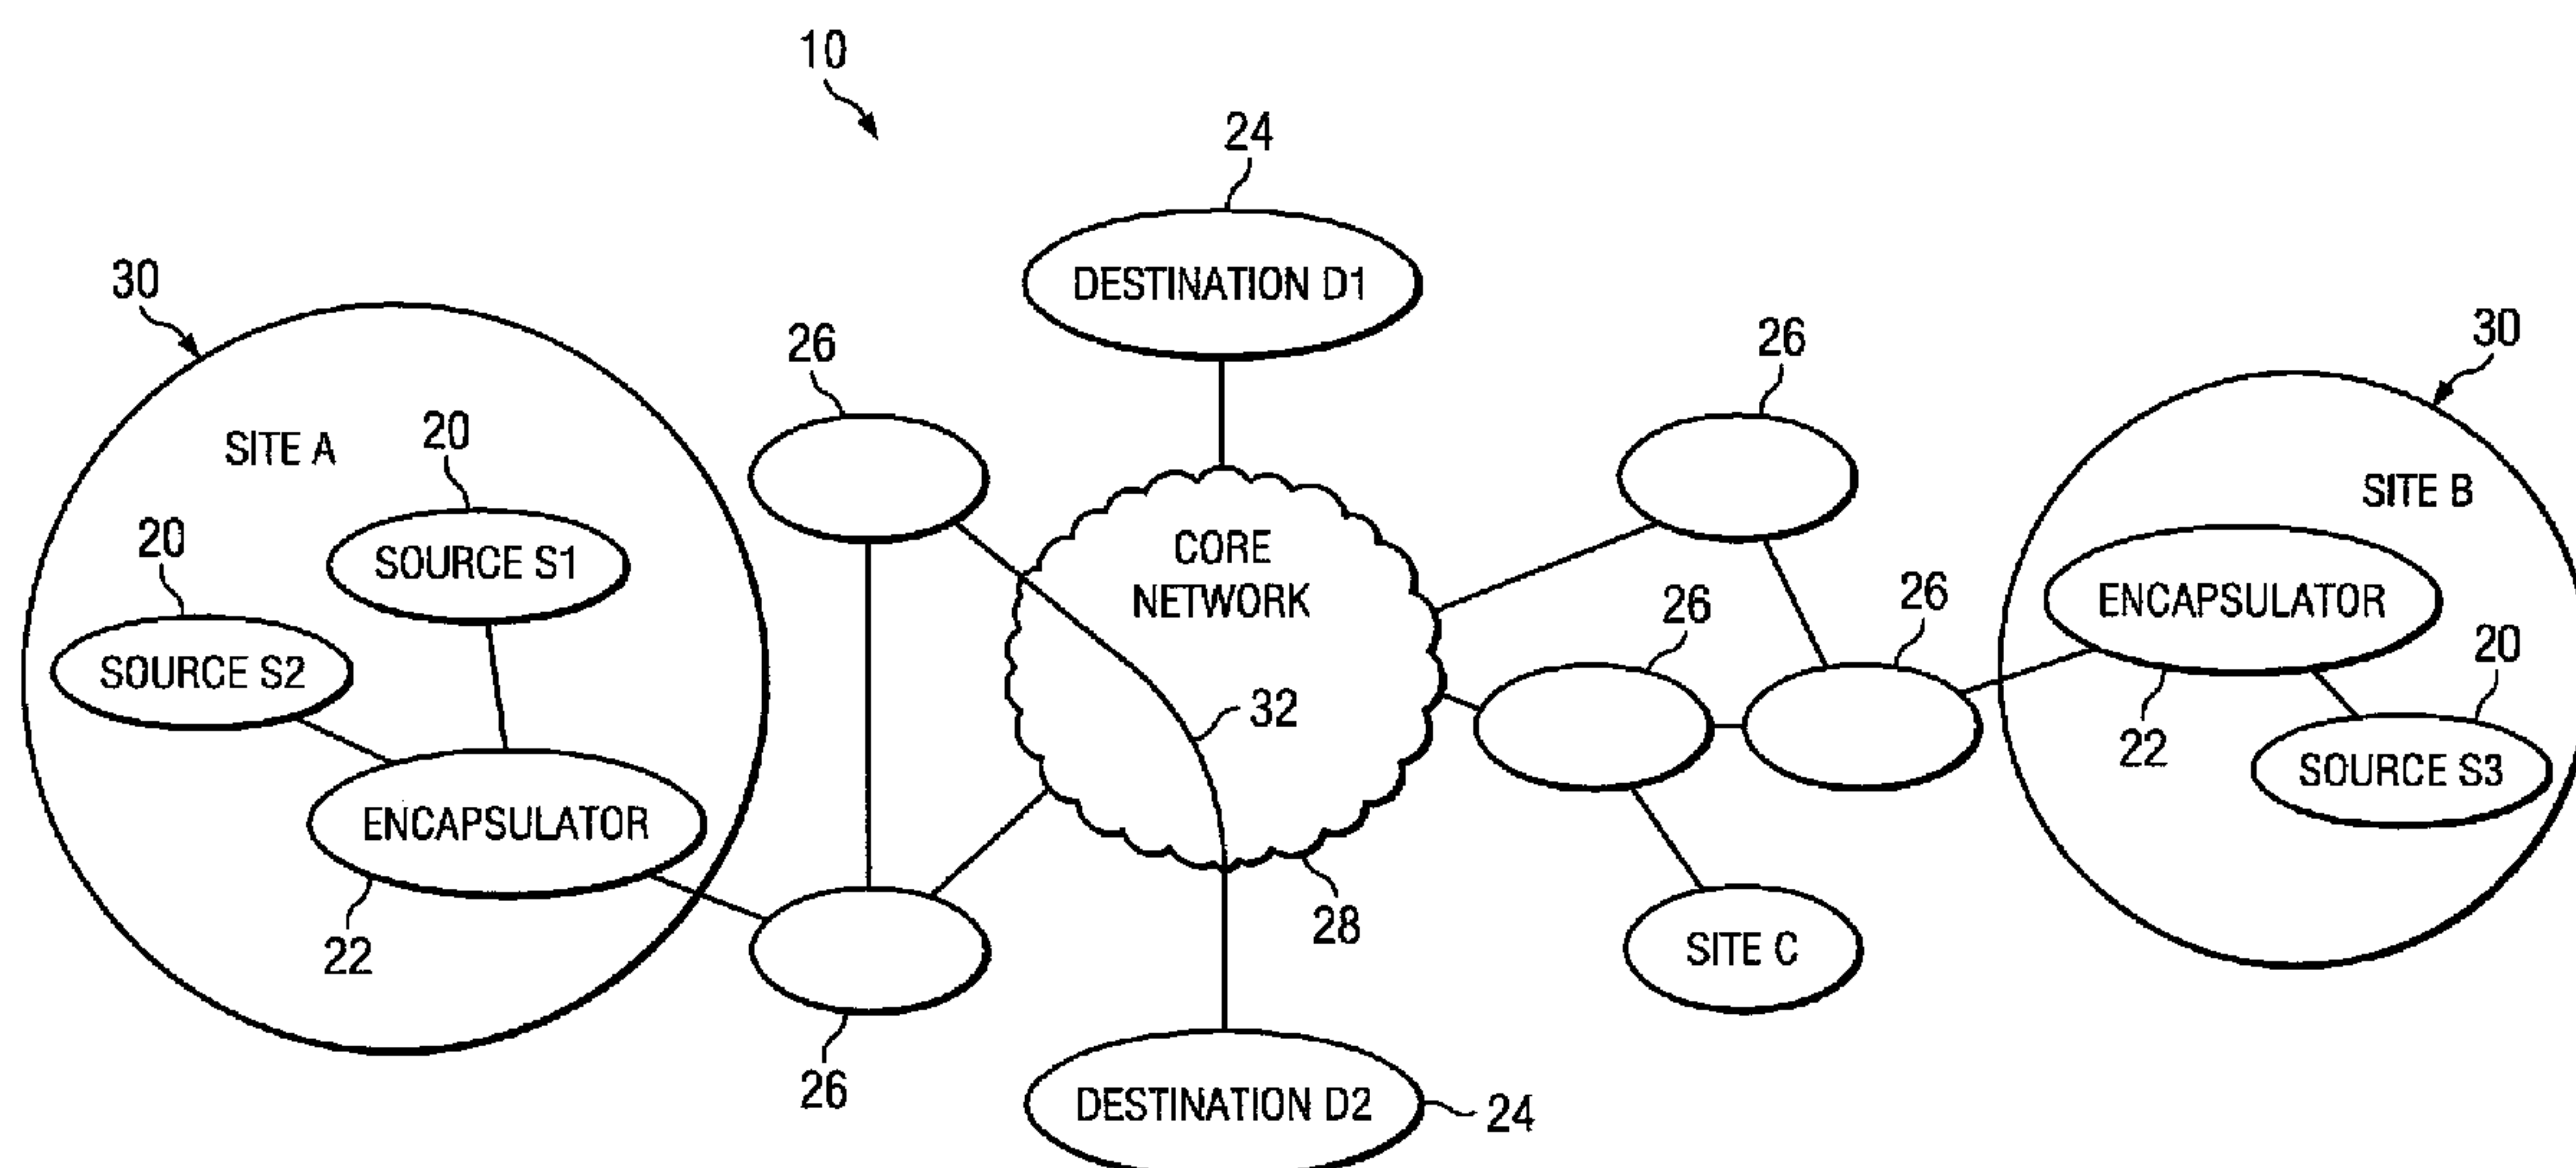 10
24
DESTINATION D1
30
26
26
30
SITE A
20
SITE B
20
SOURCE S1
CORE
NETWORK
ENCAPSULATOR
26
26
20
SOURCE S2
32
22
SOURCE S3
ENCAPSULATOR
28
SITE C
22
26
DESTINATION D2
24
20